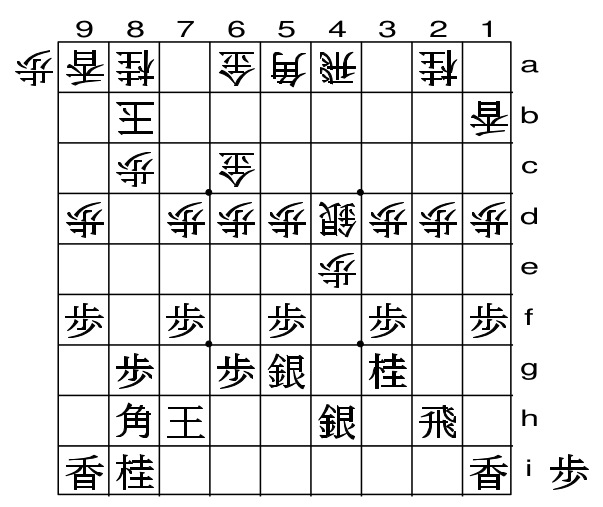 9 8 7 6 5 4 3 2 1
歩 香 桂 金 角 飛 桂 a
王 香 b
歩 金 c
歩 歩 歩 歩 銀 歩 歩 歩 d
歩 e
歩 歩 歩 歩 歩 f
歩 歩 銀 桂 g
角 王 銀 飛 h
香 桂 香 i 歩